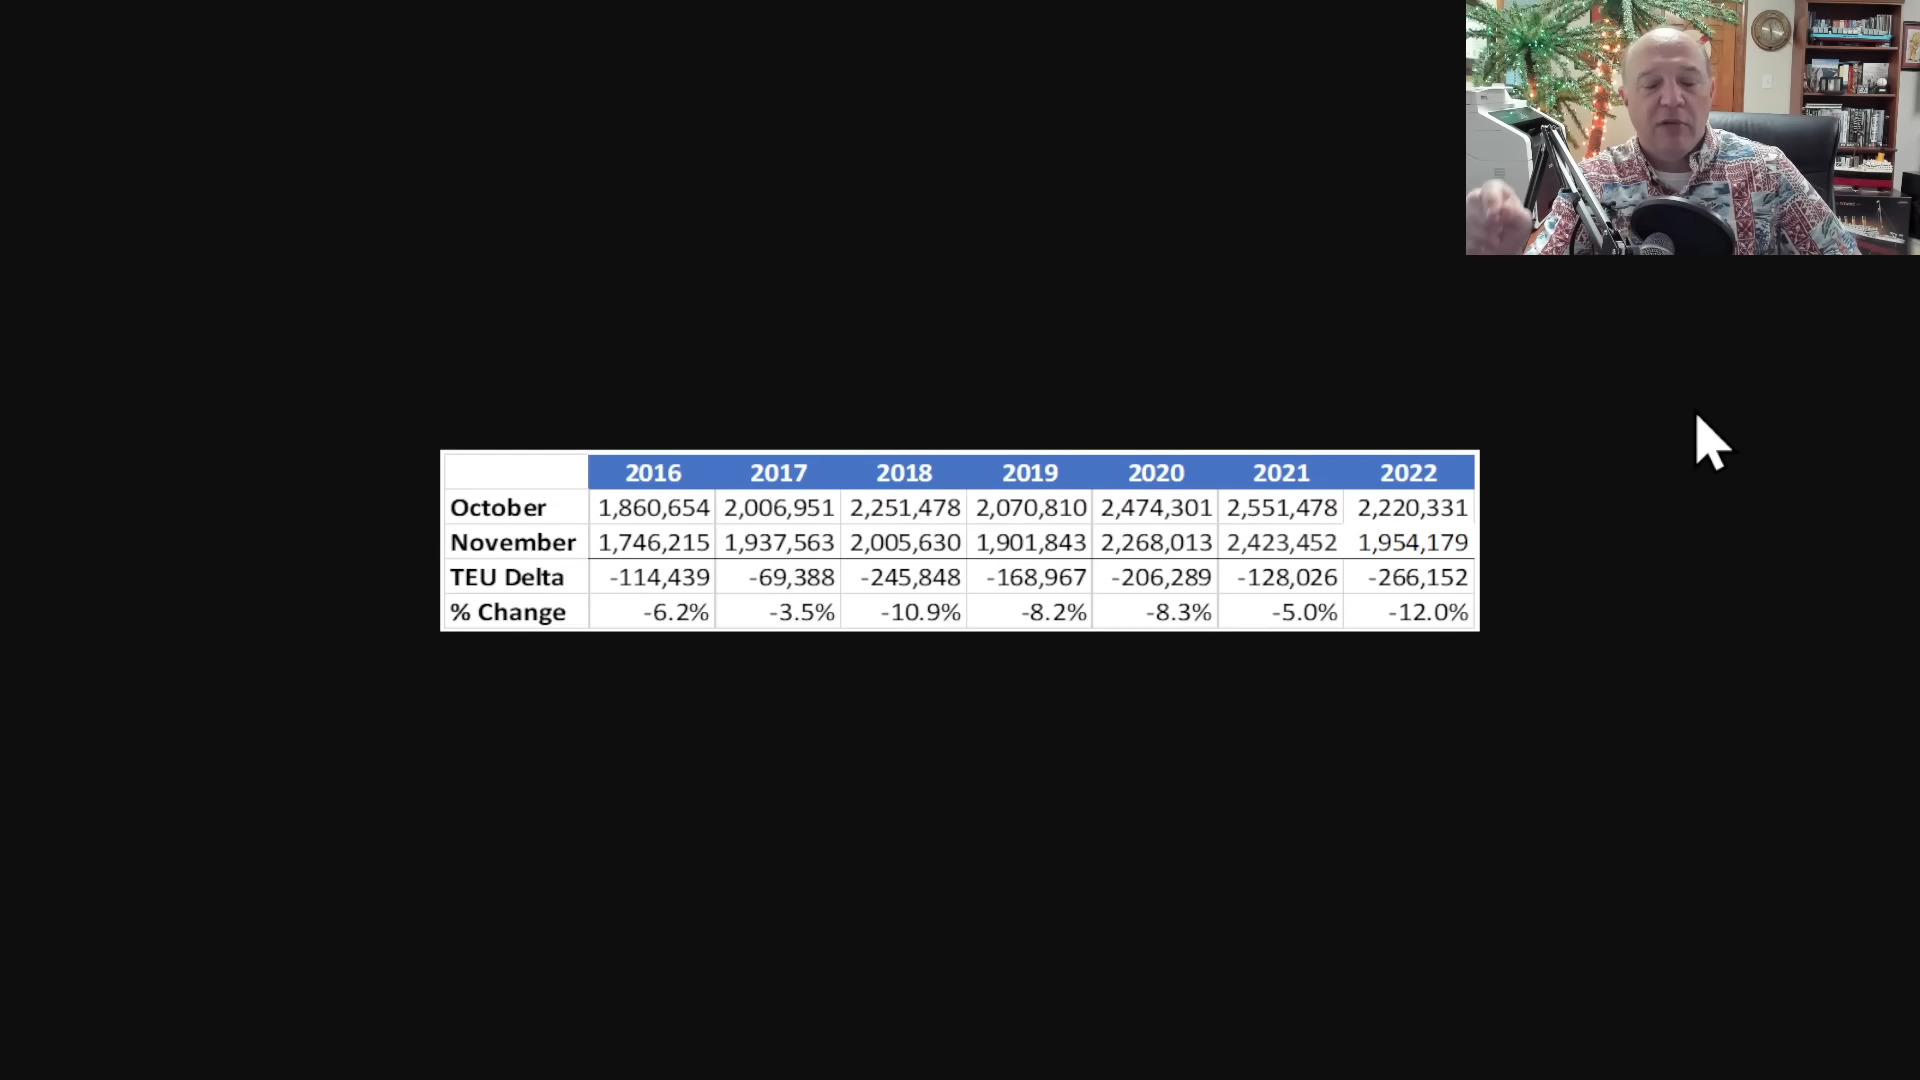 2016 2017 2018 2019 2020 2021 2022
October 1,860,654 2,006,951 2,251,478 2,070,810 2,474,301 2,551,478 2,220,331
November 1,746,215 1,937,563 2,005,630 1,901,843 2,268,013 2,423,452 1,954,179
TEU Delta -114,439 -69,388 -245,848 -168,967 -206,289 -128,026 -266,152
% Change -6.2% -3.5% -10.9% -8.2% -8.3% -5.0% -12.0%